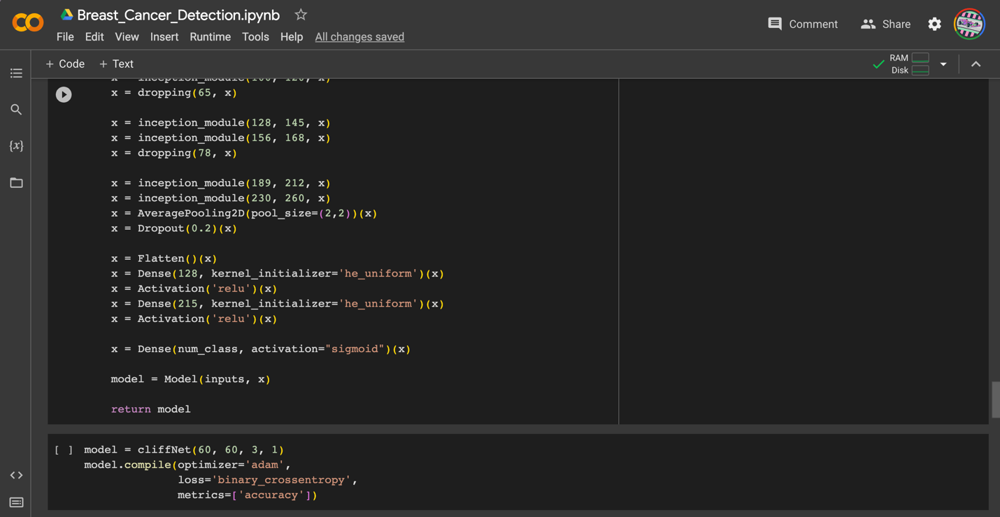 Breast_Cancer_Detection.ipynb
File Edit View Insert Runtime Tools Help All changes saved
Comment Share
+ Code + Text
RAM
Disk
{x}
x = dropping(65, x)
x = inception_module(128, 145, x)
x = inception_module(156, 168, x)
x = dropping(78, x)
x = inception_module(189, 212, x)
x = inception_module(230, 260, x)
x = AveragePooling2D(pool_size=(2,2))(x)
x = Dropout(0.2)(x)
x = Flatten()(x)
x = Dense(128, kernel_initializer='he_uniform')(x)
x = Activation('relu')(x)
x = Dense(215, kernel_initializer='he_uniform')(x)
x = Activation('relu')(x)
x = Dense(num_class, activation="sigmoid")(x)
model = Model(inputs, x)
return model
[ ] model = cliffNet(60, 60, 3, 1)
model.compile(optimizer='adam',
loss='binary_crossentropy',
metrics=['accuracy'])